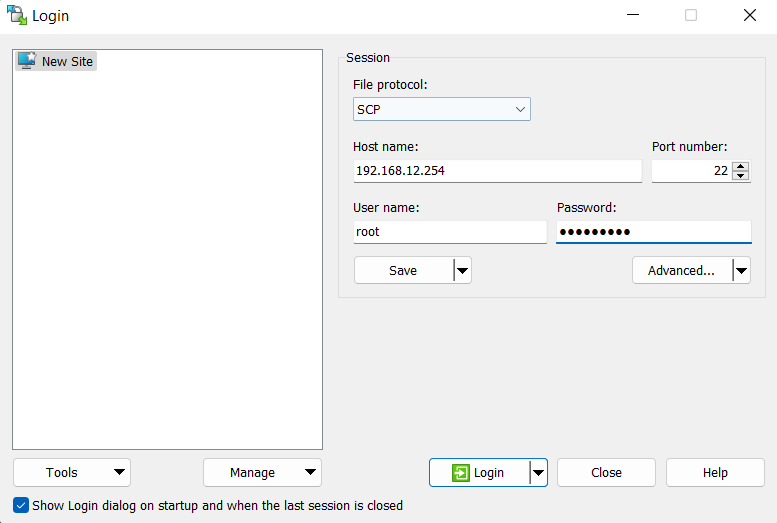 Login
New Site
Session
File protocol:
SCP
Host name:
Port number:
192.168.12.254
22
User name:
Password:
root
●●●●●●●●●
Save
Advanced...
Tools
Manage
Login
Close
Help
Show Login dialog on startup and when the last session is closed